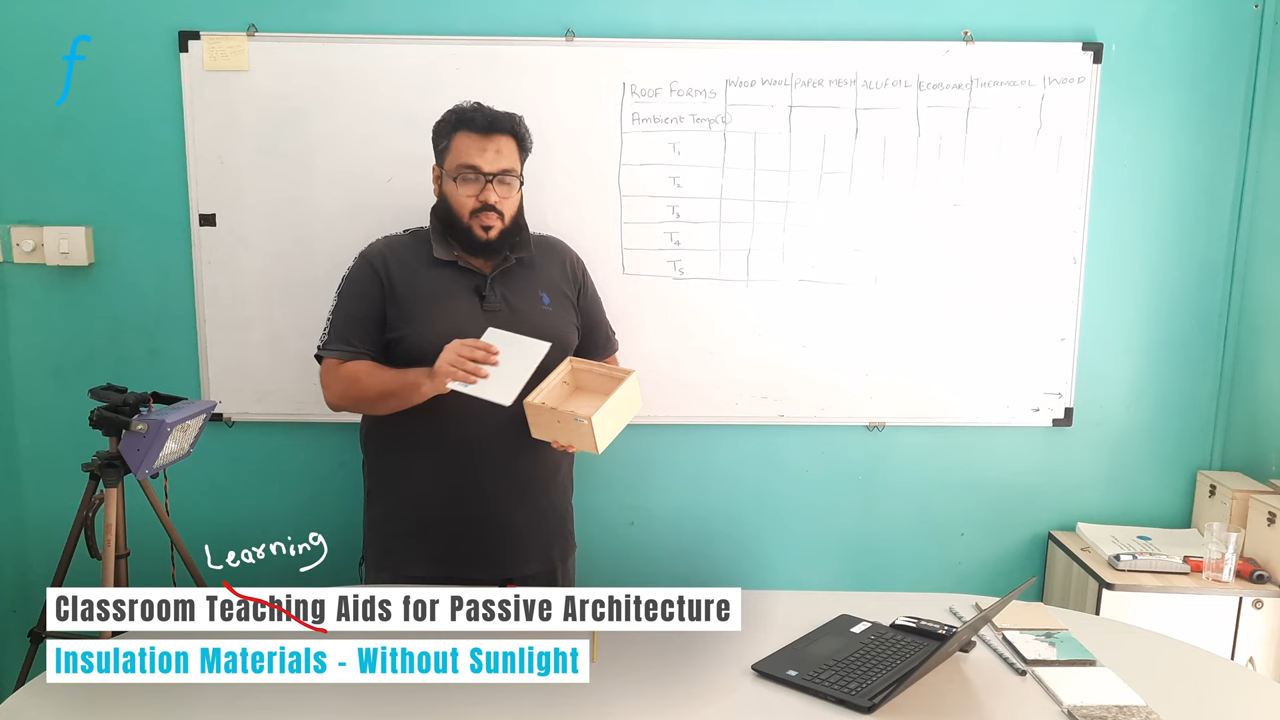 f
ROOF FORMS
WOOD WOOL
PAPER MESH
ALUFOIL
ECOBOARD
THERMOCOL
WOOD
Ambient Temp
T1
T2
T3
T4
T5
Learning
Classroom Teaching Aids for Passive Architecture
Insulation Materials - Without Sunlight